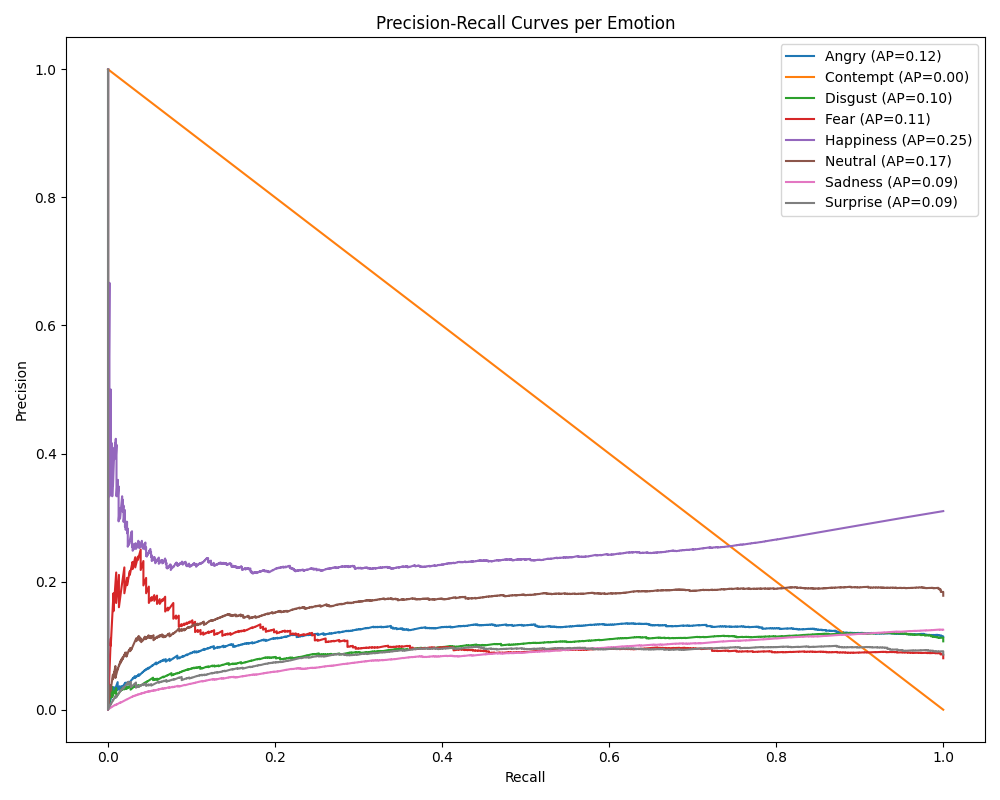 Precision-Recall Curves per Emotion
Angry (AP=0.12)
Contempt (AP=0.00)
Disgust (AP=0.10)
Fear (AP=0.11)
Happiness (AP=0.25)
Neutral (AP=0.17)
Sadness (AP=0.09)
Surprise (AP=0.09)
Precision
1.0
0.8
0.6
0.4
0.2
0.0
0.0 0.2 0.4 0.6 0.8 1.0
Recall